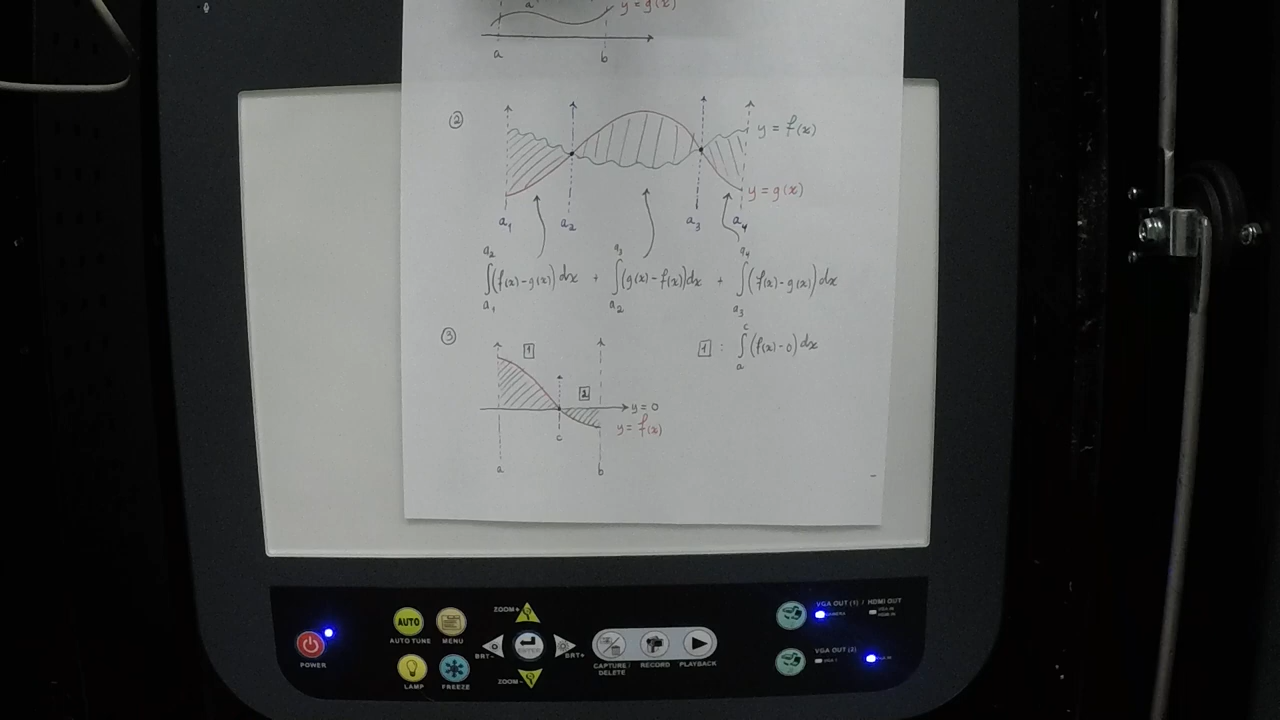 a
y = g(x)
a
b
②
y = f(x)
y = g(x)
a₁
a₂
a₃
a₄
∫_{a₁}^{a₂} (f(x)-g(x)) dx + ∫_{a₂}^{a₃} (g(x)-f(x)) dx + ∫_{a₃}^{a₄} (f(x)-g(x)) dx
③
1
1 : ∫_{a}^{c} (f(x)-0) dx
2
y = 0
y = f(x)
c
a
b
ZOOM+
VGA OUT (1) / HDMI OUT
AUTO
AUTO TUNE
MENU
BRT-
ENTER
BRT+
CAPTURE / DELETE
RECORD
PLAYBACK
VGA OUT (2)
POWER
LAMP
FREEZE
ZOOM-